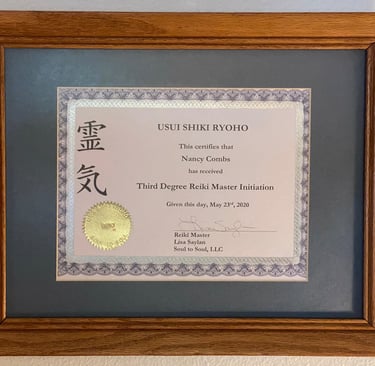 USUI SHIKI RYOHO
霊気
This certifies that
Nancy Combs
has received
Third Degree Reiki Master Initiation
Given this day, May 23rd, 2020
Reiki Master
Lisa Saylan
Soul to Soul, LLC